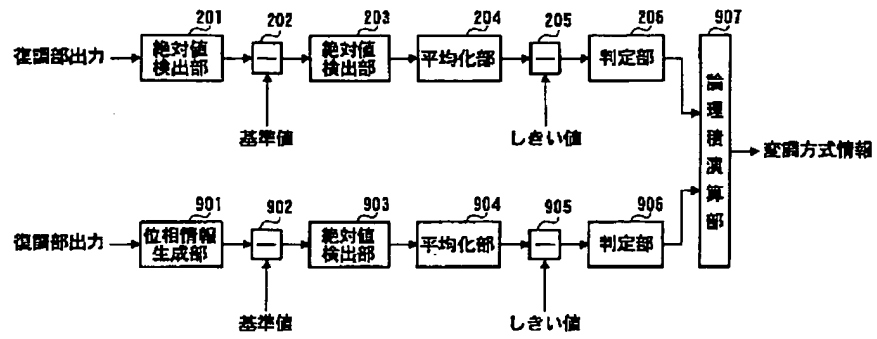 201
202
203
204
205
206
907
復調部出力
絶対値
検出部
絶対値
検出部
平均化部
判定部
論理積演算部
基準値
しきい値
変調方式情報
901
902
903
904
905
906
復調部出力
位相情報
生成部
絶対値
検出部
平均化部
判定部
基準値
しきい値